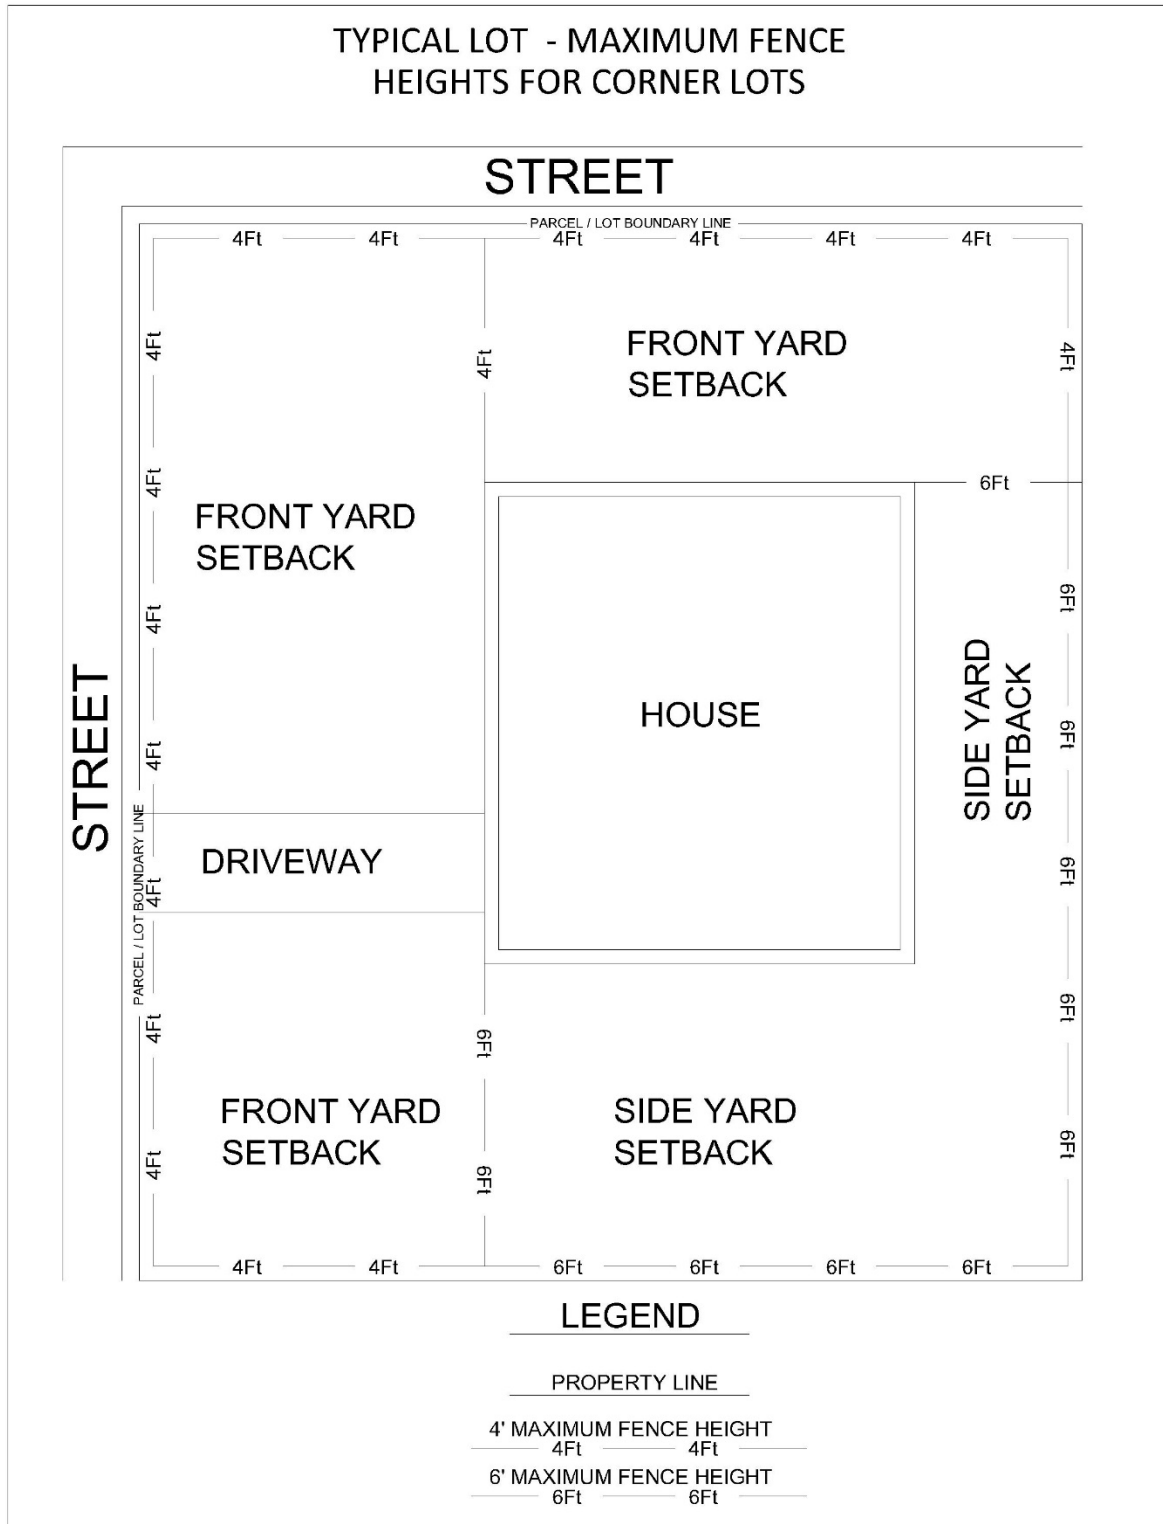 TYPICAL LOT - MAXIMUM FENCE
HEIGHTS FOR CORNER LOTS
STREET
PARCEL / LOT BOUNDARY LINE
4Ft 4Ft 4Ft 4Ft 4Ft 4Ft
4Ft
4Ft
4Ft
FRONT YARD
SETBACK
6Ft
4Ft
FRONT YARD
SETBACK
4Ft
4Ft
STREET
PARCEL / LOT BOUNDARY LINE
DRIVEWAY
4Ft
HOUSE
SIDE YARD
SETBACK
6Ft
6Ft
6Ft
6Ft
6Ft
4Ft
4Ft
FRONT YARD
SETBACK
6Ft
6Ft
SIDE YARD
SETBACK
4Ft 4Ft 6Ft 6Ft 6Ft 6Ft
LEGEND
PROPERTY LINE
4' MAXIMUM FENCE HEIGHT
4Ft 4Ft
6' MAXIMUM FENCE HEIGHT
6Ft 6Ft